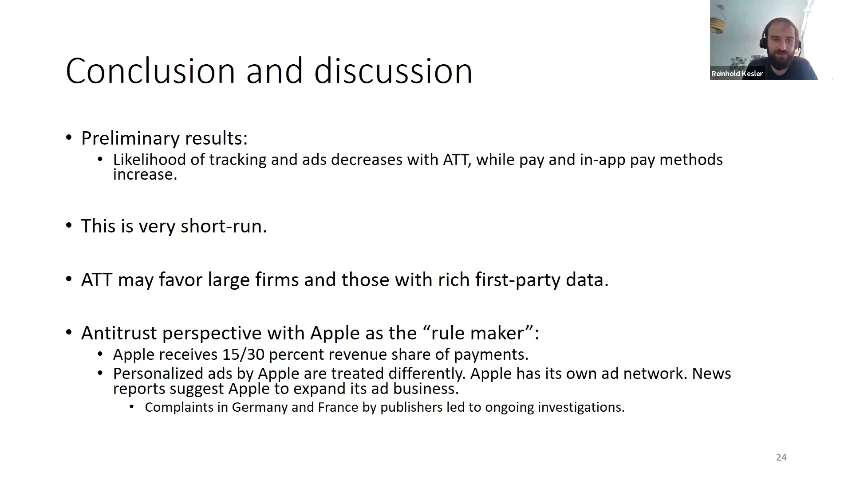 Reinhold Kesler
Conclusion and discussion
• Preliminary results:
• Likelihood of tracking and ads decreases with ATT, while pay and in-app pay methods
increase.
• This is very short-run.
• ATT may favor large firms and those with rich first-party data.
• Antitrust perspective with Apple as the “rule maker”:
• Apple receives 15/30 percent revenue share of payments.
• Personalized ads by Apple are treated differently. Apple has its own ad network. News
reports suggest Apple to expand its ad business.
• Complaints in Germany and France by publishers led to ongoing investigations.
24